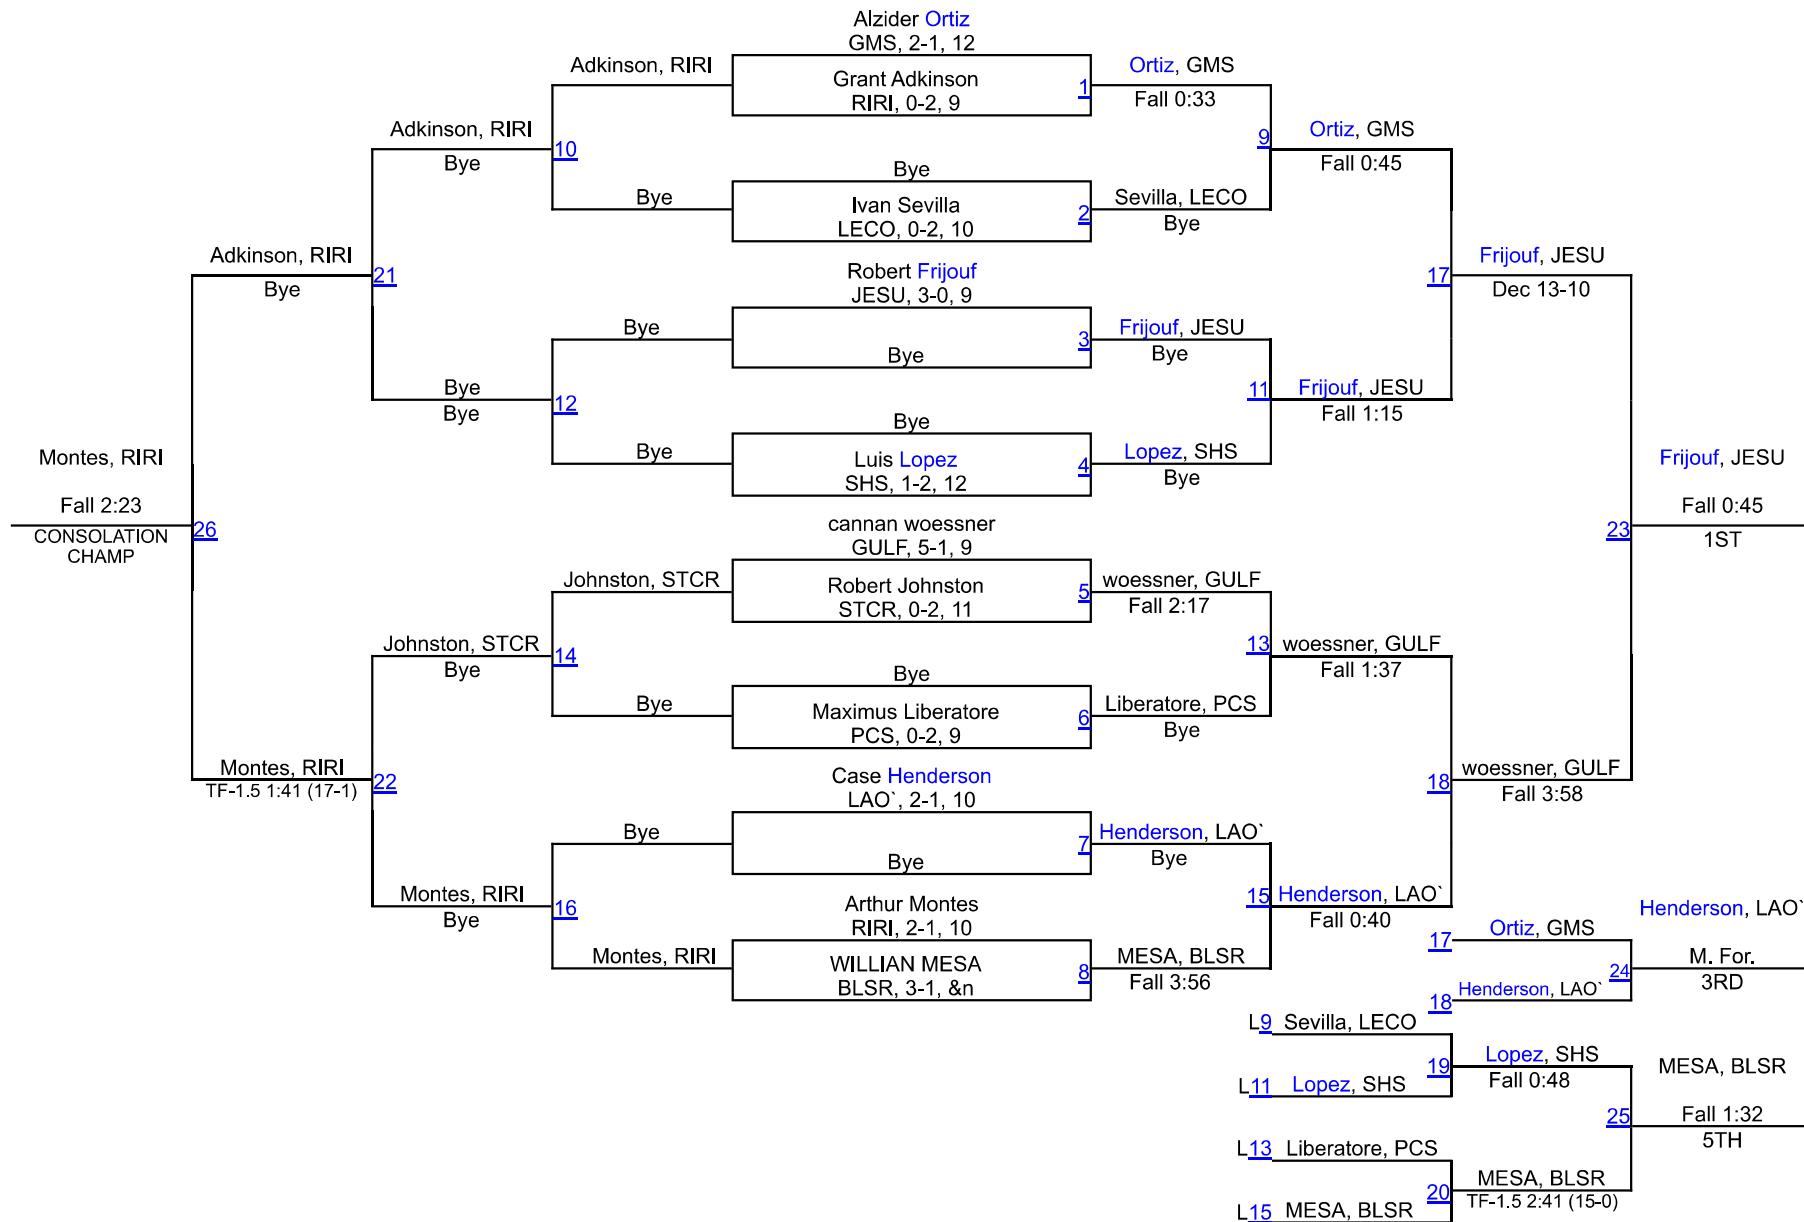 Alzider Ortiz
GMS, 2-1, 12
Adkinson, RIRI
Grant Adkinson
RIRI, 0-2, 9
1
Ortiz, GMS
Fall 0:33
Adkinson, RIRI
Bye
10
9
Ortiz, GMS
Fall 0:45
Bye
Bye
Ivan Sevilla
LECO, 0-2, 10
2
Sevilla, LECO
Bye
Adkinson, RIRI
Bye
21
Robert Frijouf
JESU, 3-0, 9
17
Frijouf, JESU
Dec 13-10
Bye
Bye
3
Frijouf, JESU
Bye
Bye
Bye
12
11
Frijouf, JESU
Fall 1:15
Bye
Bye
Luis Lopez
SHS, 1-2, 12
4
Lopez, SHS
Bye
Montes, RIRI
Fall 2:23
CONSOLATION
CHAMP
26
Frijouf, JESU
Fall 0:45
1ST
23
cannan woessner
GULF, 5-1, 9
Johnston, STCR
Robert Johnston
STCR, 0-2, 11
5
woessner, GULF
Fall 2:17
Johnston, STCR
Bye
14
13
woessner, GULF
Fall 1:37
Bye
Bye
Maximus Liberatore
PCS, 0-2, 9
6
Liberatore, PCS
Bye
Montes, RIRI
TF-1.5 1:41 (17-1)
22
Case Henderson
LAO`, 2-1, 10
18
woessner, GULF
Fall 3:58
Bye
Bye
7
Henderson, LAO`
Bye
Montes, RIRI
Bye
16
15
Henderson, LAO`
Fall 0:40
Arthur Montes
RIRI, 2-1, 10
Montes, RIRI
WILLIAN MESA
BLSR, 3-1, &n
8
MESA, BLSR
Fall 3:56
17
Ortiz, GMS
18
Henderson, LAO`
24
Henderson, LAO`
M. For.
3RD
L9 Sevilla, LECO
L11 Lopez, SHS
19
Lopez, SHS
Fall 0:48
MESA, BLSR
Fall 1:32
5TH
25
L13 Liberatore, PCS
L15 MESA, BLSR
20
MESA, BLSR
TF-1.5 2:41 (15-0)